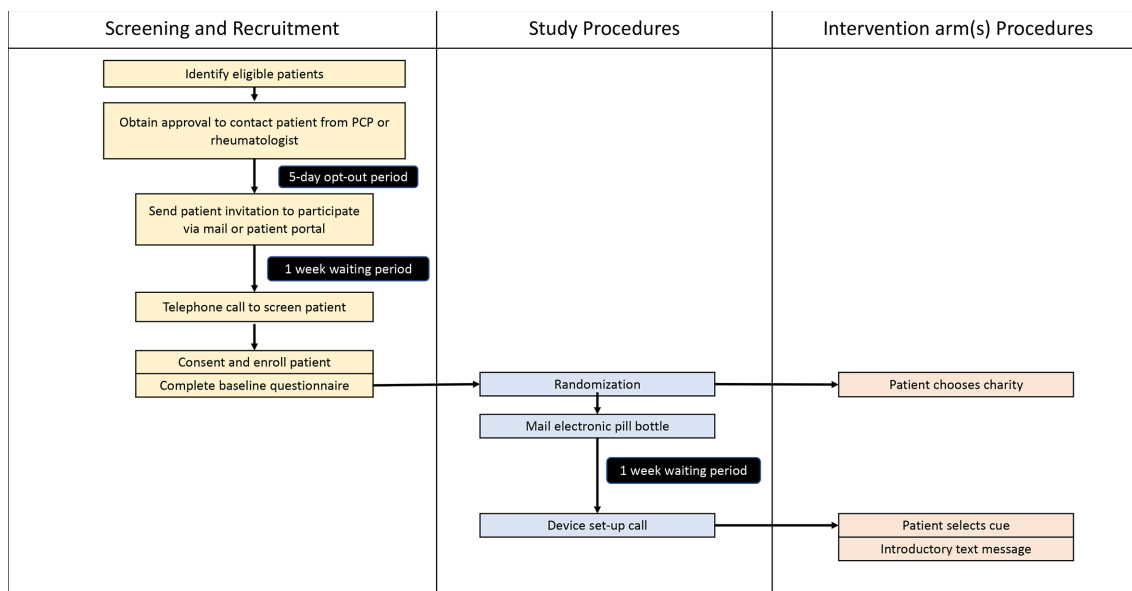 Screening and Recruitment
Study Procedures
Intervention arm(s) Procedures
Identify eligible patients
Obtain approval to contact patient from PCP or
rheumatologist
5-day opt-out period
Send patient invitation to participate
via mail or patient portal
1 week waiting period
Telephone call to screen patient
Consent and enroll patient
Complete baseline questionnaire
Randomization
Patient chooses charity
Mail electronic pill bottle
1 week waiting period
Device set-up call
Patient selects cue
Introductory text message